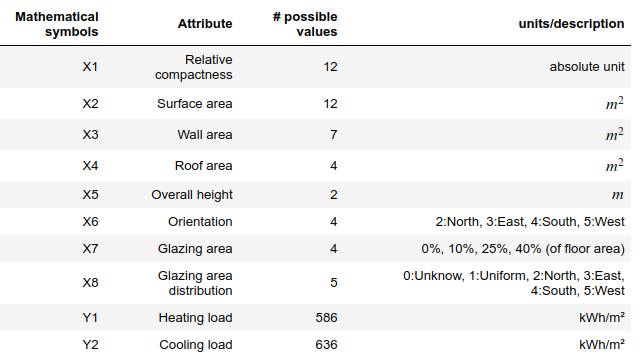 Mathematical symbols Attribute # possible values units/description
X1 Relative compactness 12 absolute unit
X2 Surface area 12 m²
X3 Wall area 7 m²
X4 Roof area 4 m²
X5 Overall height 2 m
X6 Orientation 4 2:North, 3:East, 4:South, 5:West
X7 Glazing area 4 0%, 10%, 25%, 40% (of floor area)
X8 Glazing area distribution 5 0:Unknow, 1:Uniform, 2:North, 3:East, 4:South, 5:West
Y1 Heating load 586 kWh/m²
Y2 Cooling load 636 kWh/m²